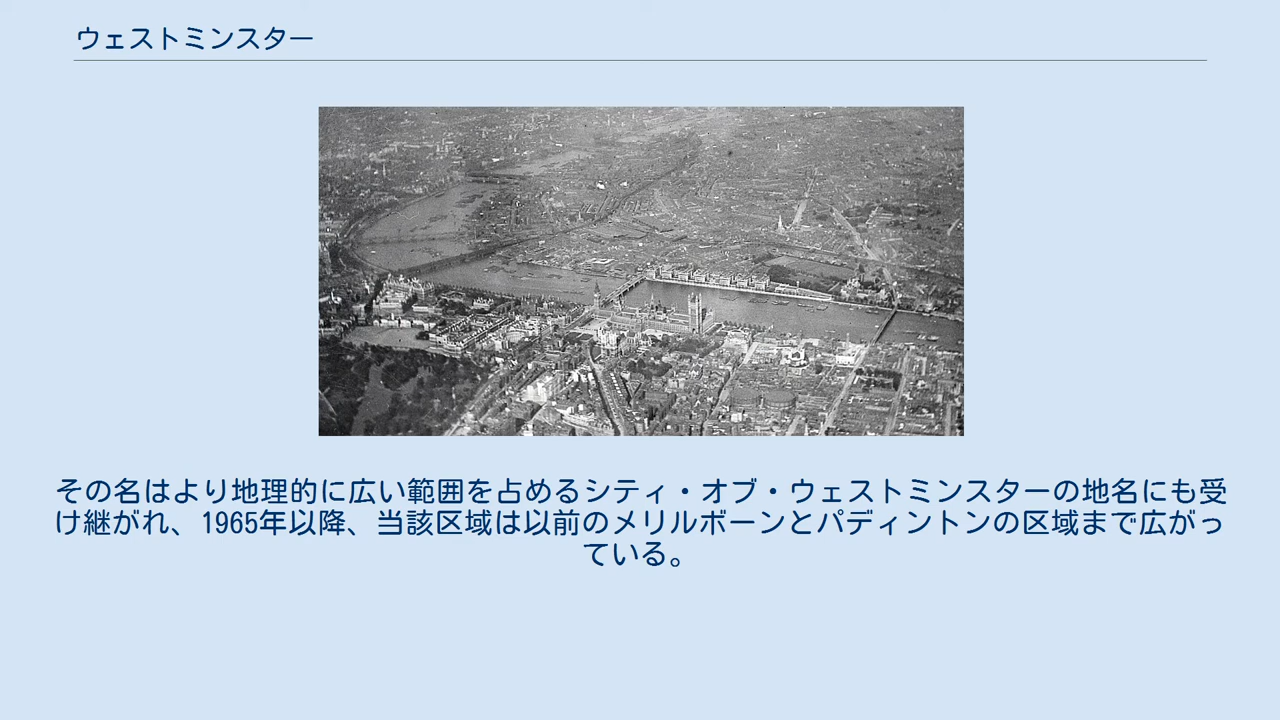 ウェストミンスター
その名はより地理的に広い範囲を占めるシティ・オブ・ウェストミンスターの地名にも受
け継がれ、1965年以降、当該区域は以前のメリルボーンとパディントンの区域まで広がっ
ている。